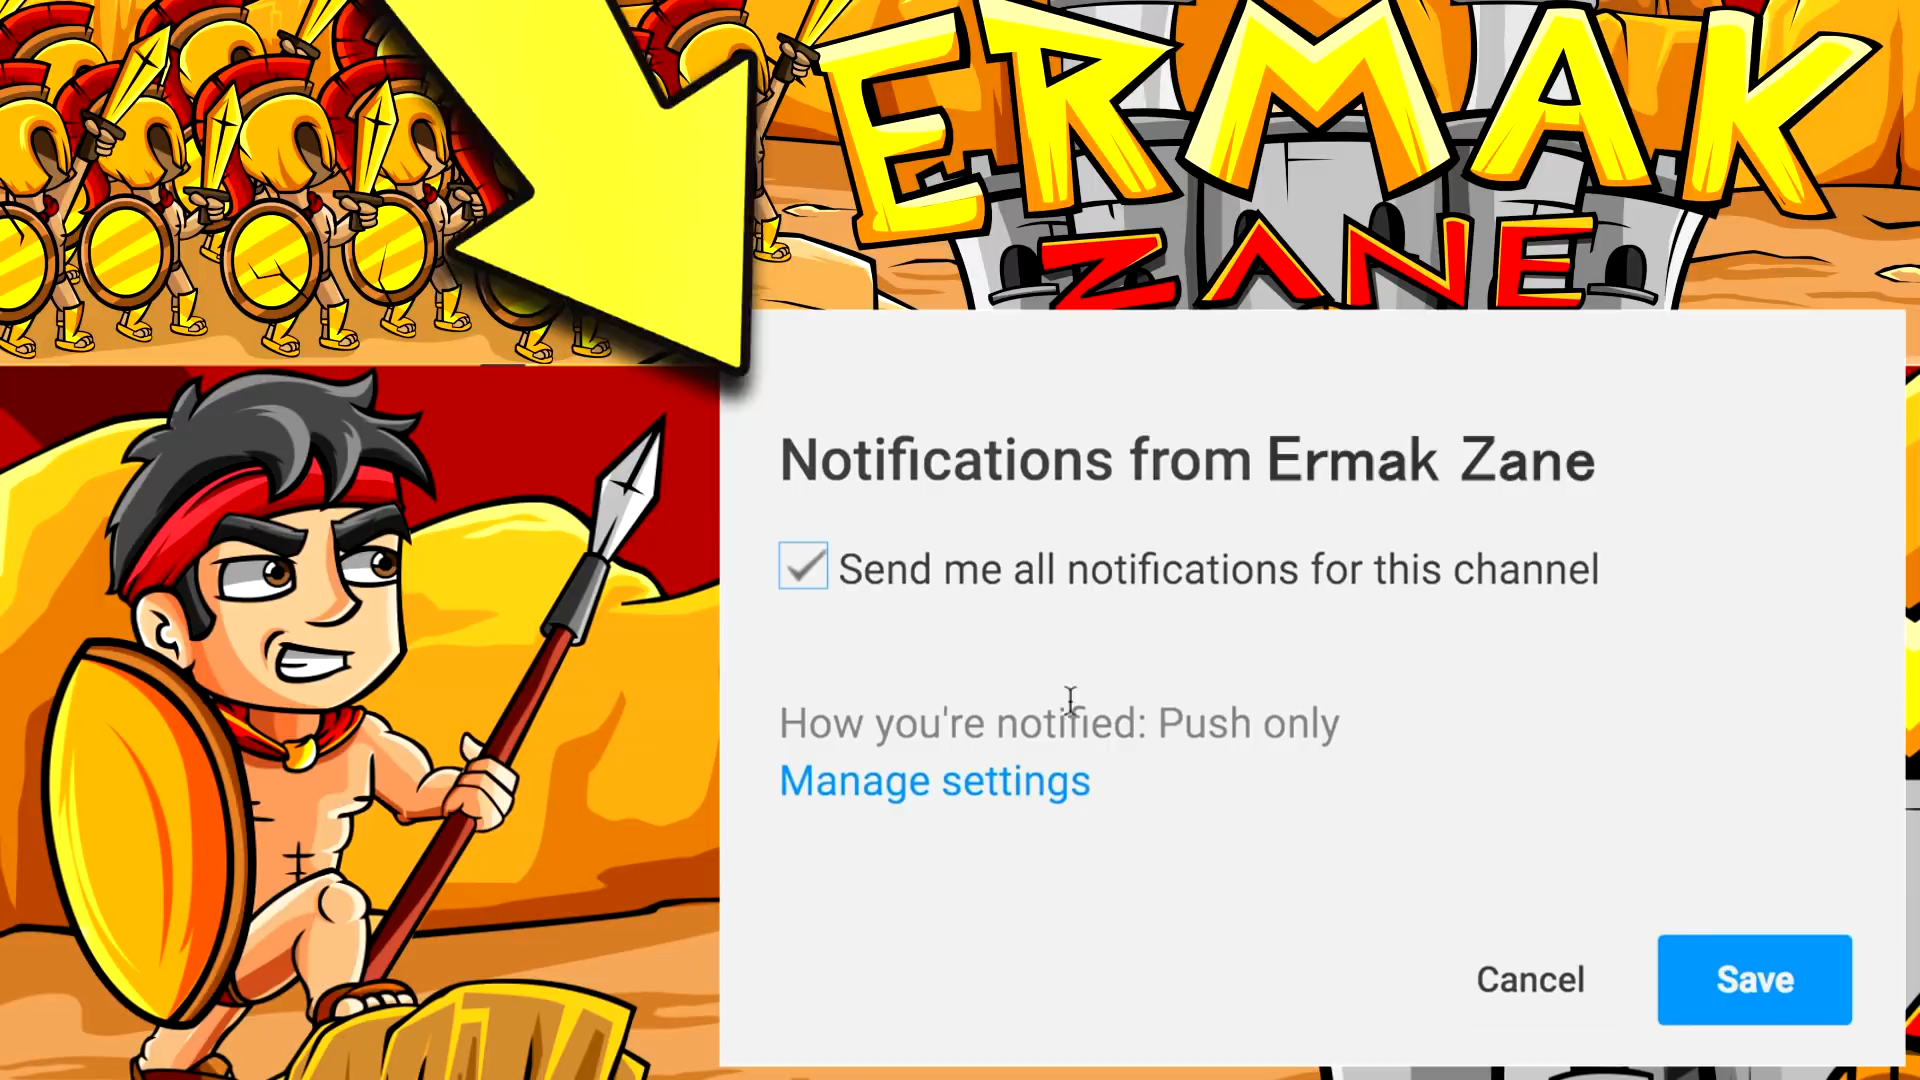 ERMAK
ZANE
Notifications from Ermak Zane
Send me all notifications for this channel
How you're notified: Push only
Manage settings
Cancel
Save